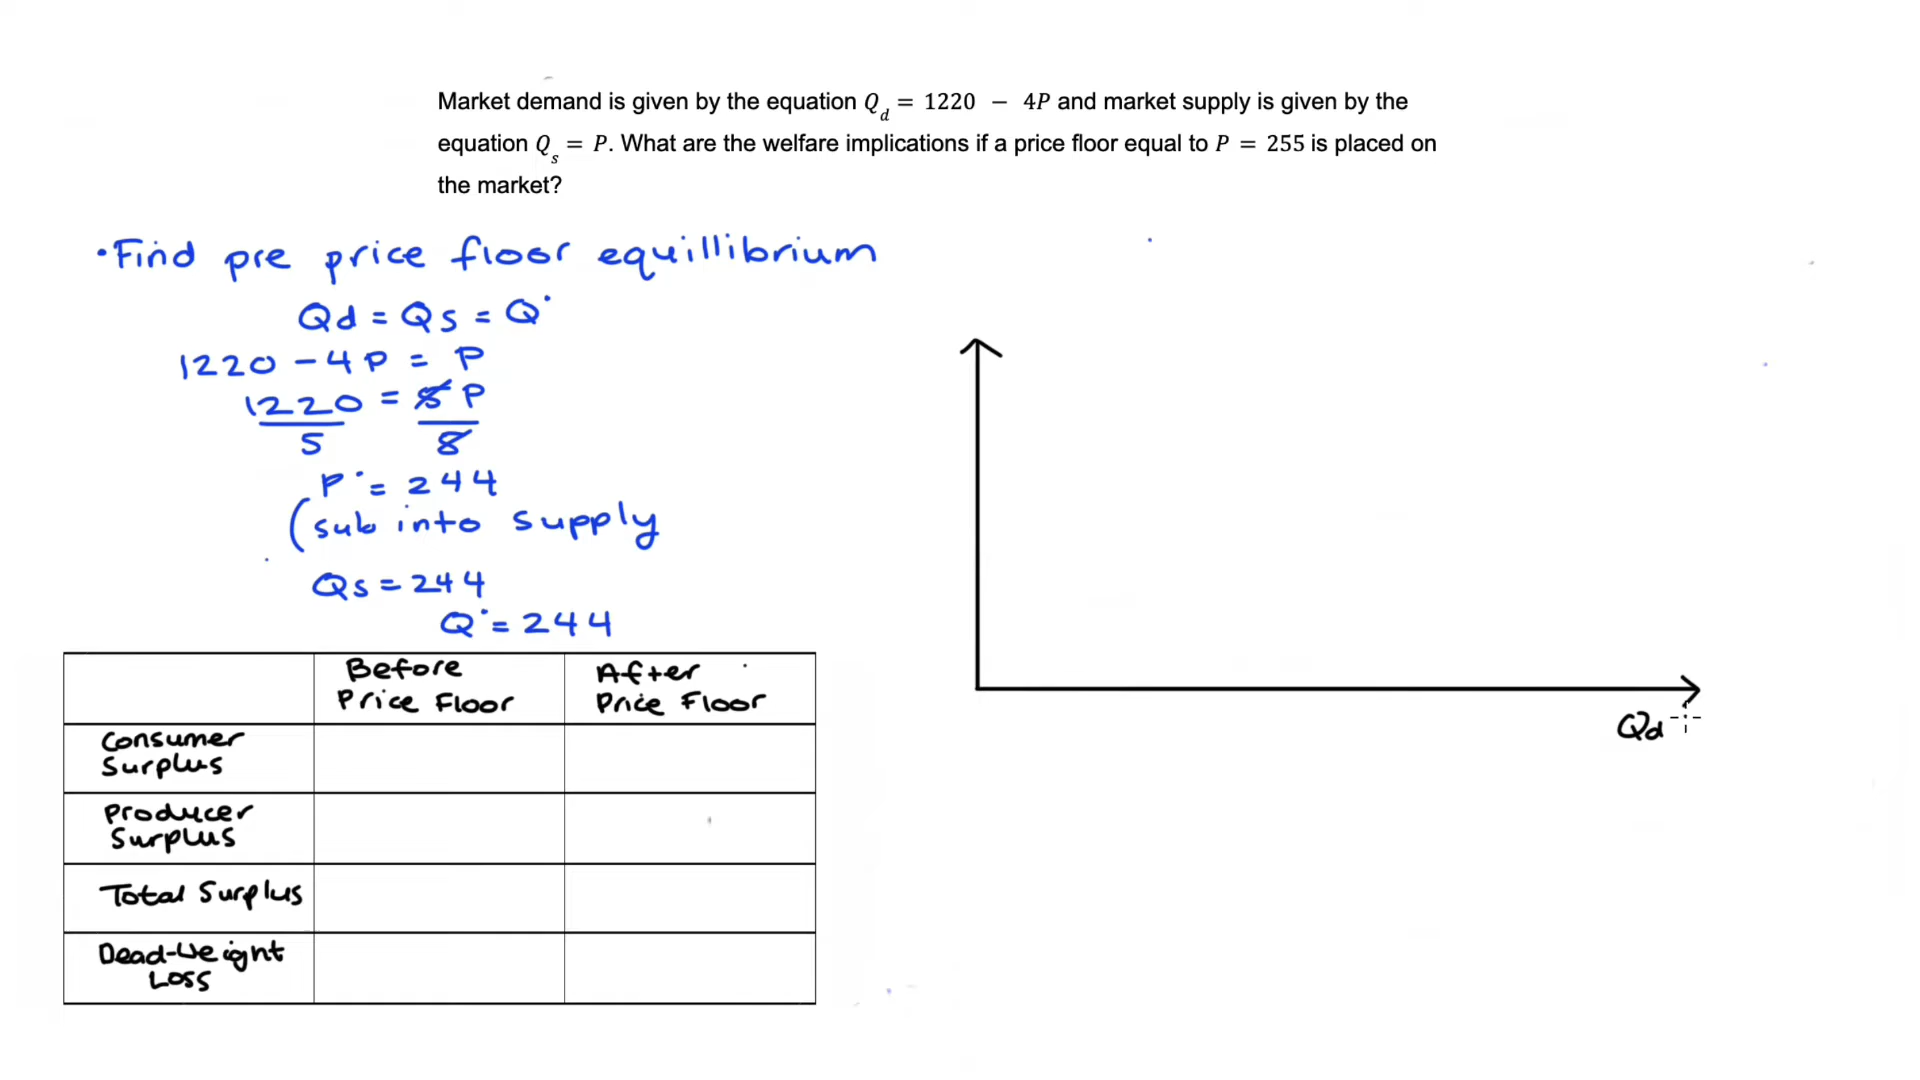 Market demand is given by the equation Qd = 1220 − 4P and market supply is given by the
equation Qs = P. What are the welfare implications if a price floor equal to P = 255 is placed on
the market?
•Find pre price floor equillibrium
Qd = Qs = Q*
1220 - 4P = P
1220 = 5P
5 5
P* = 244
(sub into supply
Qs = 244
Q* = 244
Before Price Floor
After Price Floor
Consumer Surplus
Producer Surplus
Total Surplus
Dead-Weight Loss
Qd